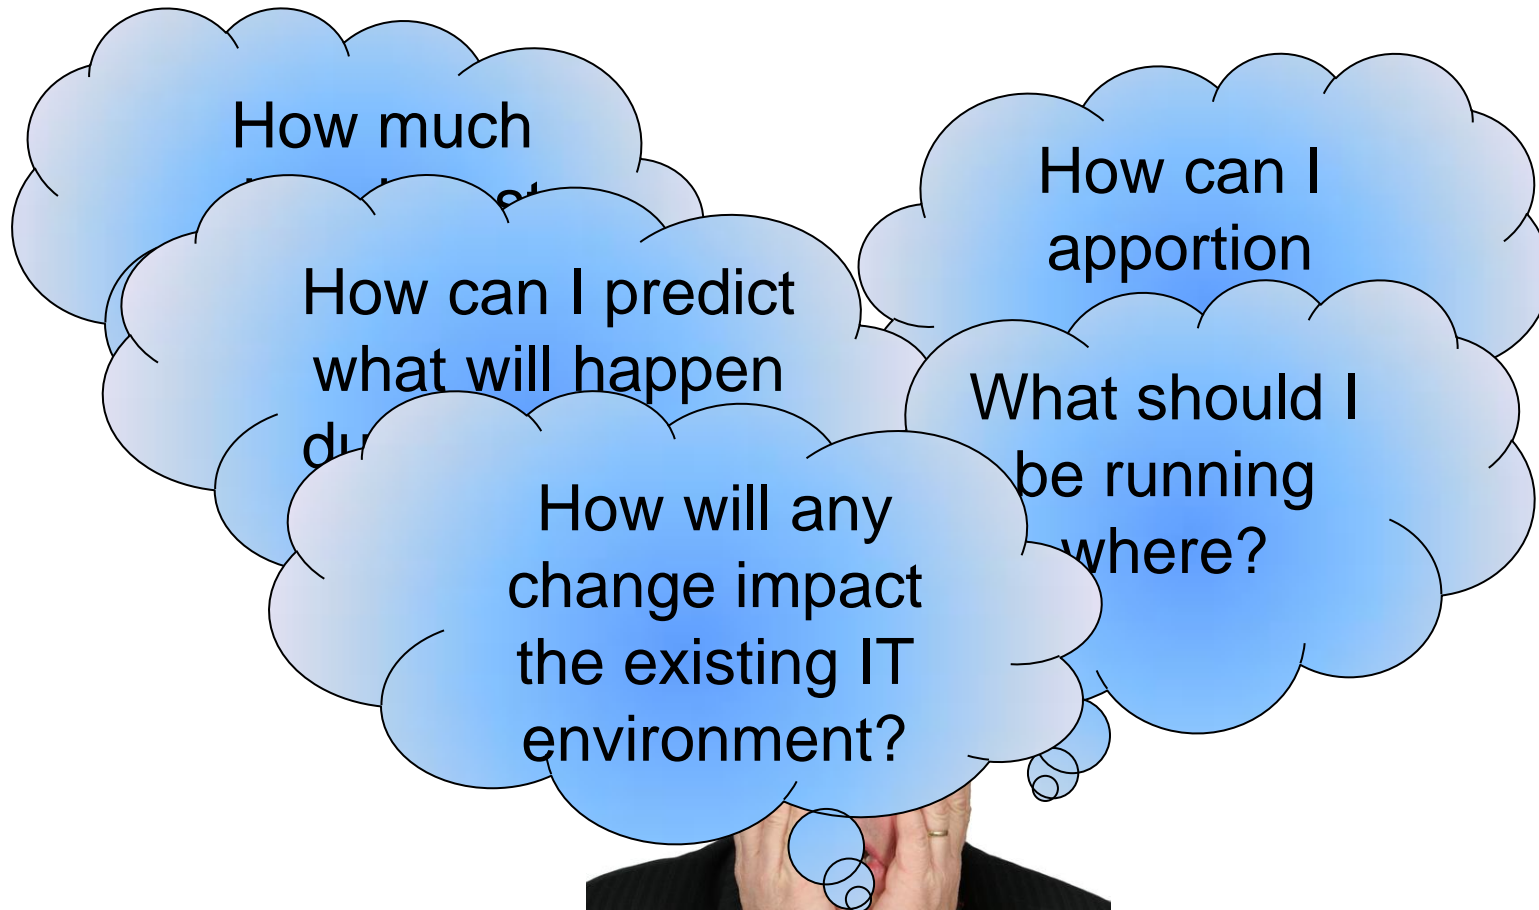 How much
How can I predict
what will happen
How will any
change impact
the existing IT
environment?
How can I
apportion
What should I
be running
where?